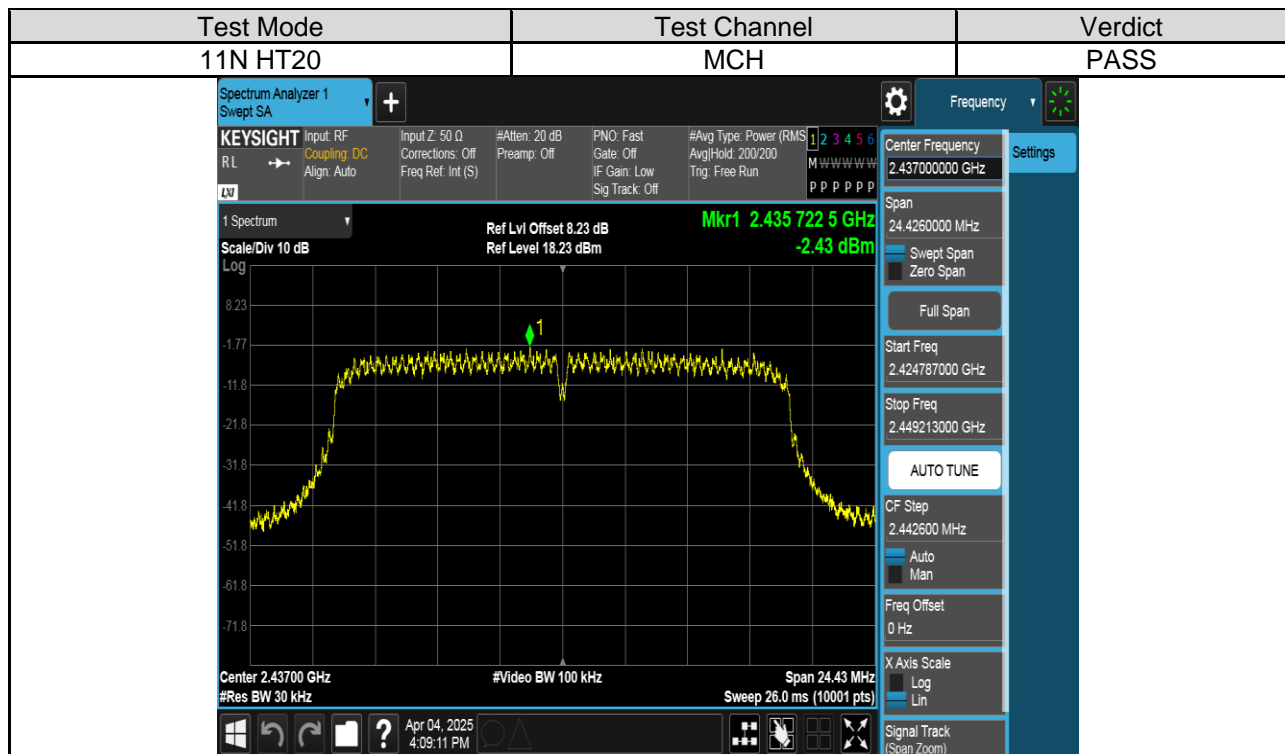 Test Mode Test Channel Verdict
11N HT20 MCH PASS
Spectrum Analyzer 1
Swept SA
+
Frequency
KEYSIGHT
R L
LXI
Input: RF
Coupling: DC
Align: Auto
Input Z: 50 Ω
Corrections: Off
Freq Ref: Int (S)
#Atten: 20 dB
Preamp: Off
PNO: Fast
Gate: Off
IF Gain: Low
Sig Track: Off
#Avg Type: Power (RMS
Avg|Hold: 200/200
Trig: Free Run
1 2 3 4 5 6
M W W W W W
P P P P P P
Center Frequency
2.437000000 GHz
Settings
1 Spectrum
Scale/Div 10 dB
Ref Lvl Offset 8.23 dB
Ref Level 18.23 dBm
Mkr1 2.435 722 5 GHz
-2.43 dBm
Log
8.23
-1.77
-11.8
-21.8
-31.8
-41.8
-51.8
-61.8
-71.8
1
Center 2.43700 GHz
#Res BW 30 kHz
#Video BW 100 kHz
Span 24.43 MHz
Sweep 26.0 ms (10001 pts)
Span
24.4260000 MHz
Swept Span
Zero Span
Full Span
Start Freq
2.424787000 GHz
Stop Freq
2.449213000 GHz
AUTO TUNE
CF Step
2.442600 MHz
Auto
Man
Freq Offset
0 Hz
X Axis Scale
Log
Lin
Signal Track
(Span Zoom)
?
Apr 04, 2025
4:09:11 PM